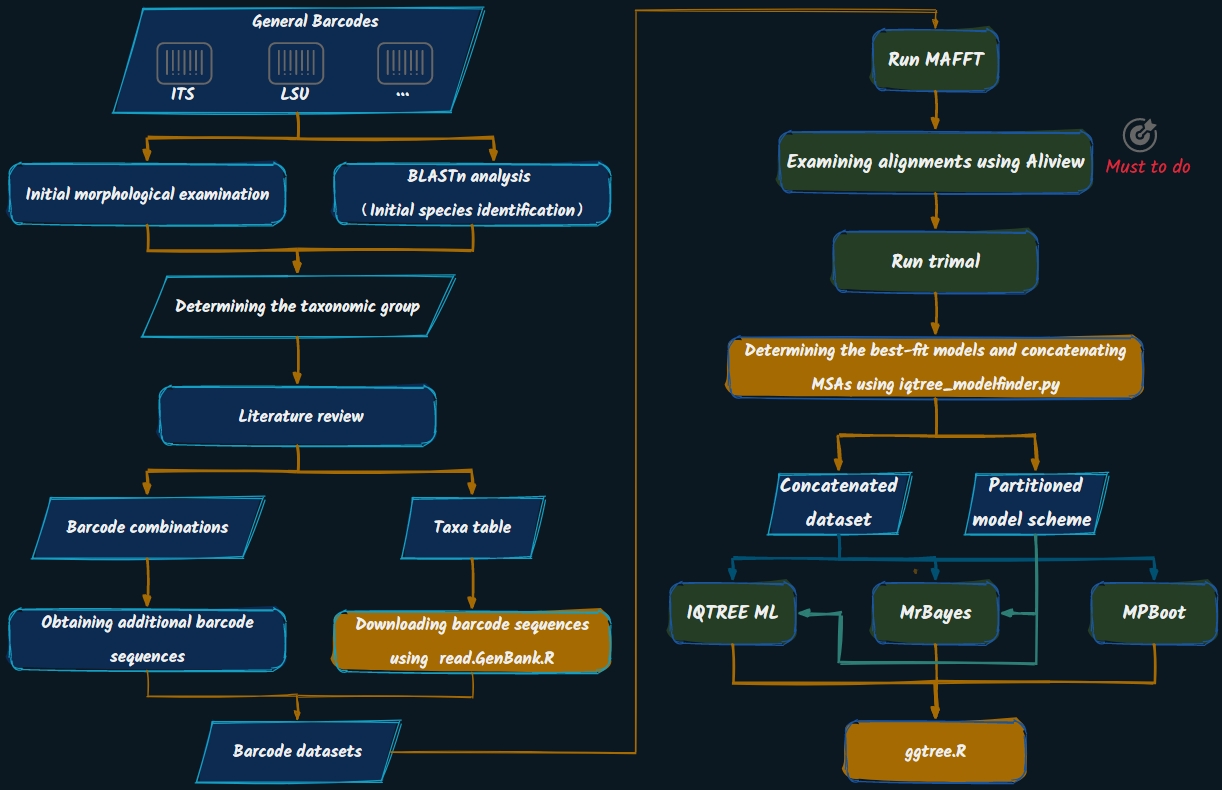 General Barcodes
ITS
LSU
...
Initial morphological examination
BLASTn analysis
(Initial species identification)
Determining the taxonomic group
Literature review
Barcode combinations
Taxa table
Obtaining additional barcode
sequences
Downloading barcode sequences
using read.GenBank.R
Barcode datasets
Run MAFFT
Examining alignments using Aliview
Must to do
Run trimal
Determining the best-fit models and concatenating
MSAs using iqtree_modelfinder.py
Concatenated
dataset
Partitioned
model scheme
IQTREE ML
MrBayes
MPBoot
ggtree.R